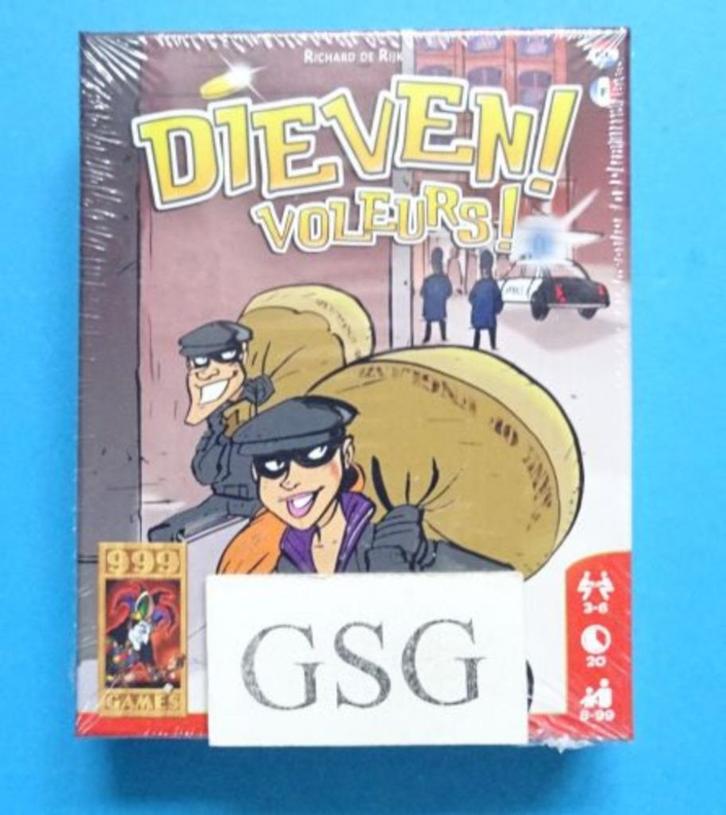 RICHARD DE RIJK
DIEVEN!
VOLEURS!
999
GAMES
GSG
3-6
20
8-99